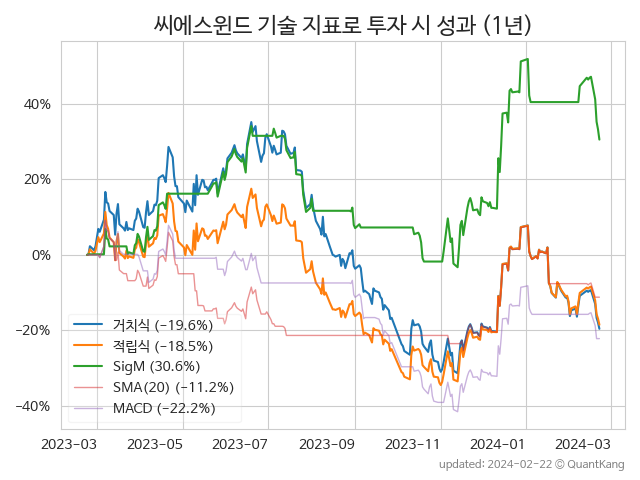 씨에스윈드 기술 지표로 투자 시 성과 (1년)
40%
20%
0%
−20%
−40%
거치식 (−19.6%)
적립식 (−18.5%)
SigM (30.6%)
SMA(20) (−11.2%)
MACD (−22.2%)
2023-03 2023-05 2023-07 2023-09 2023-11 2024-01 2024-03
updated: 2024-02-22 © QuantKang